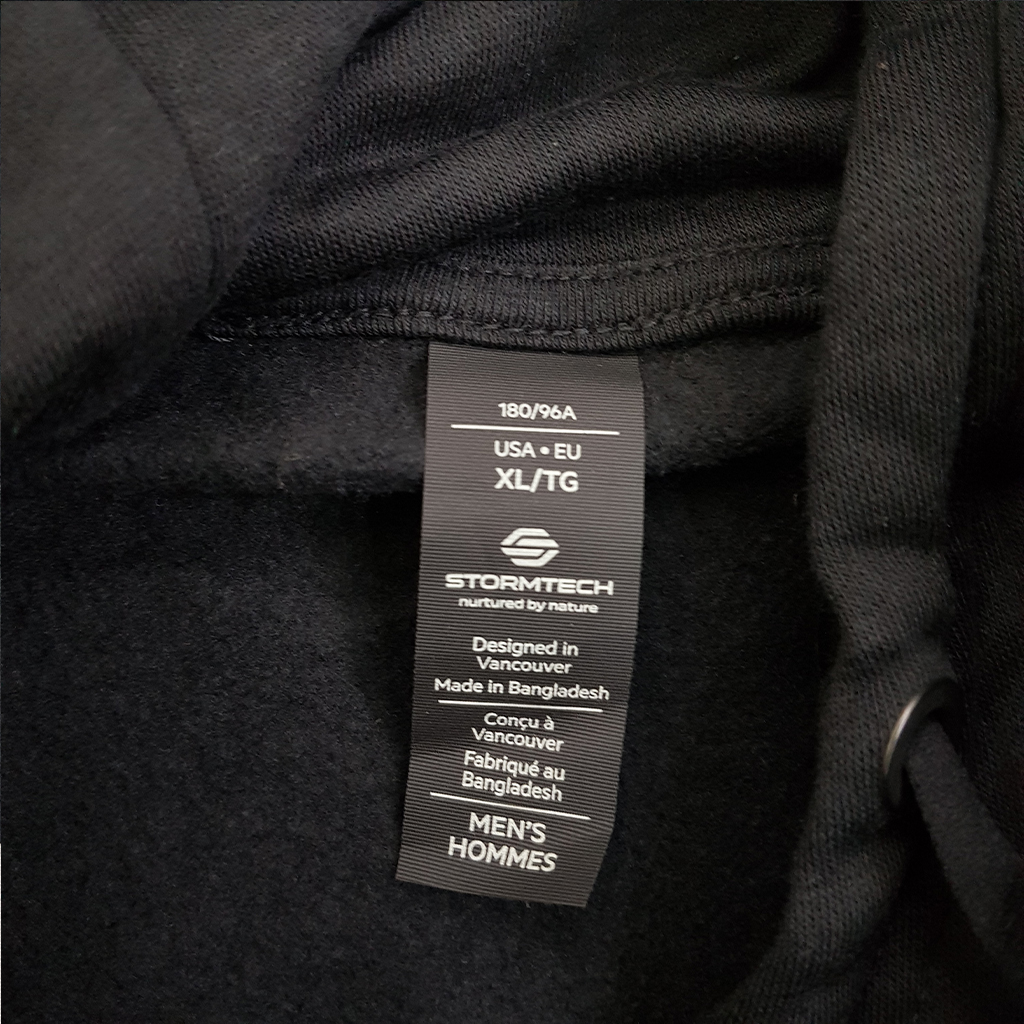 180/96A
USA • EU
XL/TG
STORMTECH
nurtured by nature
Designed in
Vancouver
Made in Bangladesh
Conçu à
Vancouver
Fabriqué au
Bangladesh
MEN'S
HOMMES